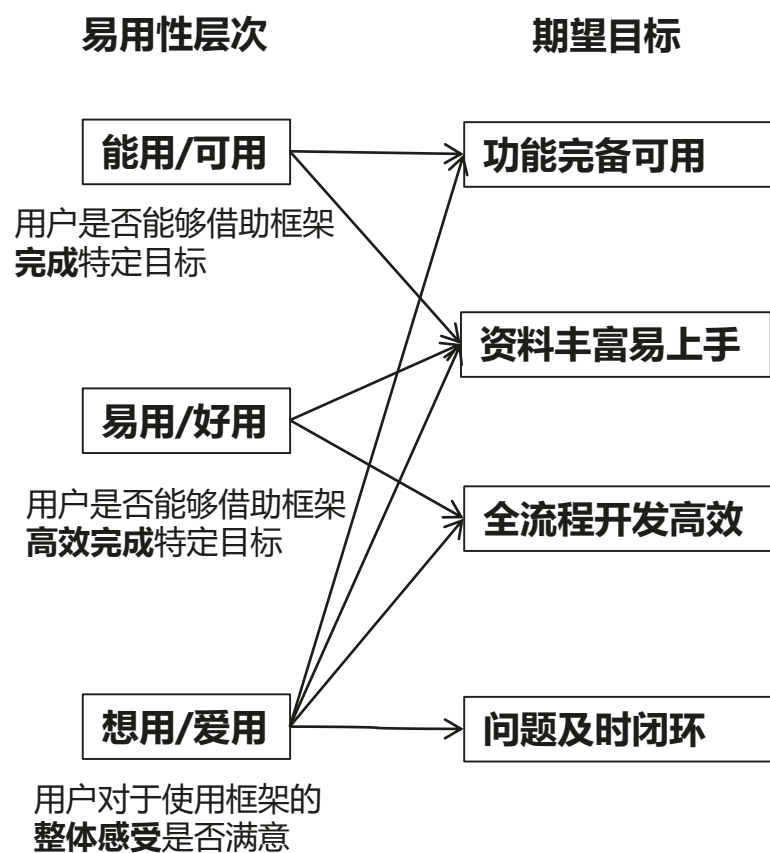 易用性层次
期望目标
能用/可用
功能完备可用
用户是否能够借助框架
完成特定目标
资料丰富易上手
易用/好用
用户是否能够借助框架
高效完成特定目标
全流程开发高效
想用/爱用
问题及时闭环
用户对于使用框架的
整体感受是否满意